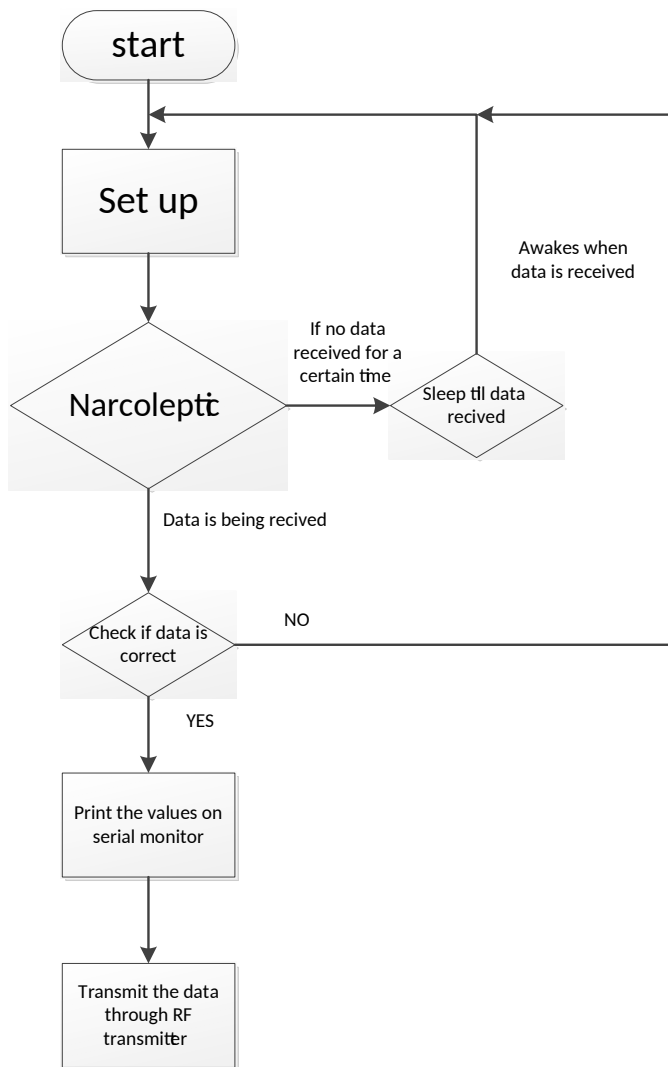 start
Set up
Awakes when
data is received
If no data
received for a
certain time
Narcoleptic
Sleep till data
recived
Data is being recived
NO
Check if data is
correct
YES
Print the values on
serial monitor
Transmit the data
through RF
transmitter